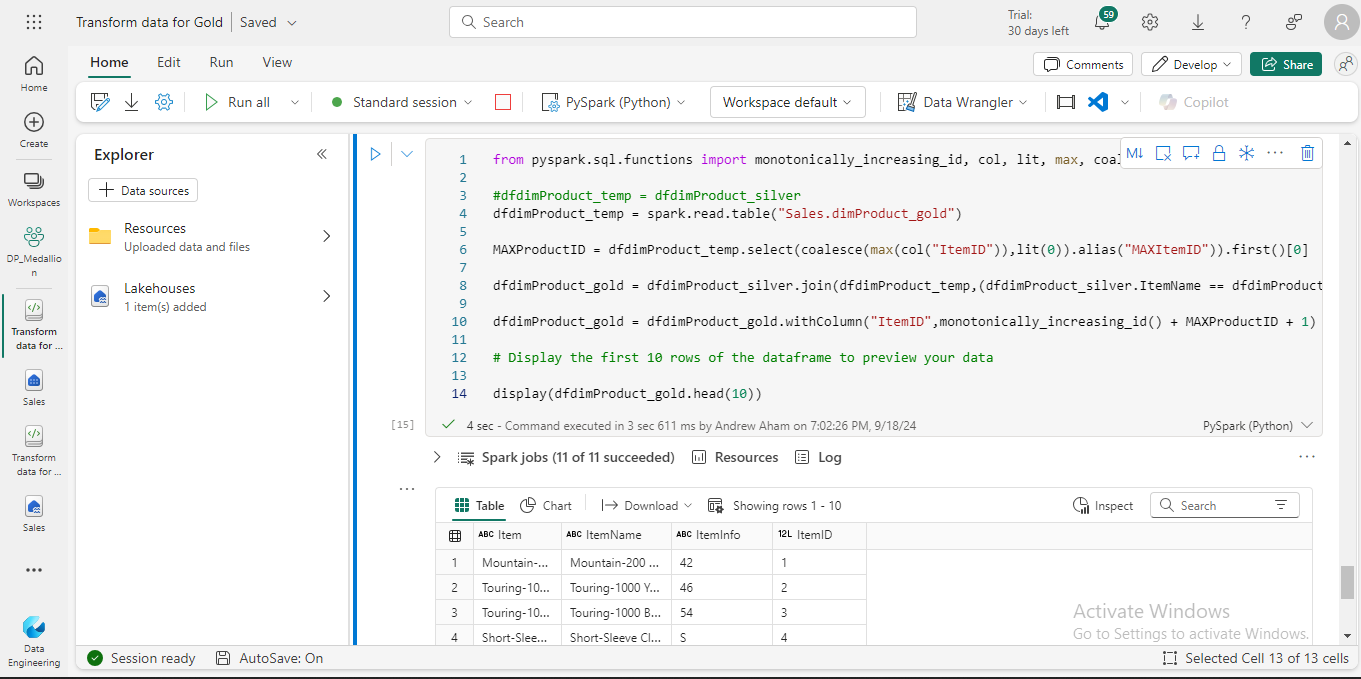 Transform data for Gold
Saved
Search
Trial:
30 days left
59
?
Home
Edit
Run
View
Comments
Develop
Share
Run all
Standard session
PySpark (Python)
Workspace default
Data Wrangler
Copilot
Home
Create
Workspaces
DP_Medallio
n
Transform
data for ...
Sales
Transform
data for ...
Sales
Data
Engineering
Explorer
Data sources
Resources
Uploaded data and files
Lakehouses
1 item(s) added
M↓
1 from pyspark.sql.functions import monotonically_increasing_id, col, lit, max, coal
2
3 #dfdimProduct_temp = dfdimProduct_silver
4 dfdimProduct_temp = spark.read.table("Sales.dimProduct_gold")
5
6 MAXProductID = dfdimProduct_temp.select(coalesce(max(col("ItemID")),lit(0)).alias("MAXItemID")).first()[0]
7
8 dfdimProduct_gold = dfdimProduct_silver.join(dfdimProduct_temp,(dfdimProduct_silver.ItemName == dfdimProduct
9
10 dfdimProduct_gold = dfdimProduct_gold.withColumn("ItemID",monotonically_increasing_id() + MAXProductID + 1)
11
12 # Display the first 10 rows of the dataframe to preview your data
13
14 display(dfdimProduct_gold.head(10))
[15]
4 sec - Command executed in 3 sec 611 ms by Andrew Aham on 7:02:26 PM, 9/18/24
PySpark (Python)
Spark jobs (11 of 11 succeeded)
Resources
Log
Table
Chart
Download
Showing rows 1 - 10
Inspect
Search
ABC Item ABC ItemName ABC ItemInfo 12L ItemID
1 Mountain-... Mountain-200 ... 42 1
2 Touring-10... Touring-1000 Y... 46 2
3 Touring-10... Touring-1000 B... 54 3
4 Short-Slee... Short-Sleeve Cl... S 4
Activate Windows
Go to Settings to activate Windows.
Session ready
AutoSave: On
Selected Cell 13 of 13 cells